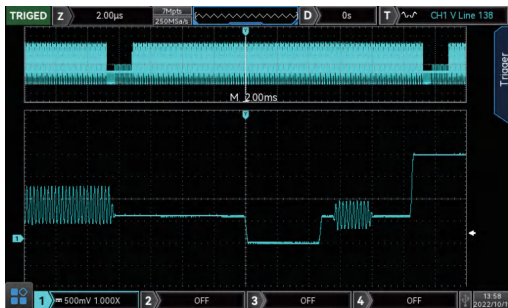 TRIGED Z 2.00μs 7Mpts D 0s T CH1 V Line 138
250MSa/s
Trigger
M 2.00ms
1
1 500mV 1.000X 2 OFF 3 OFF 4 OFF 13:58
2022/10/1